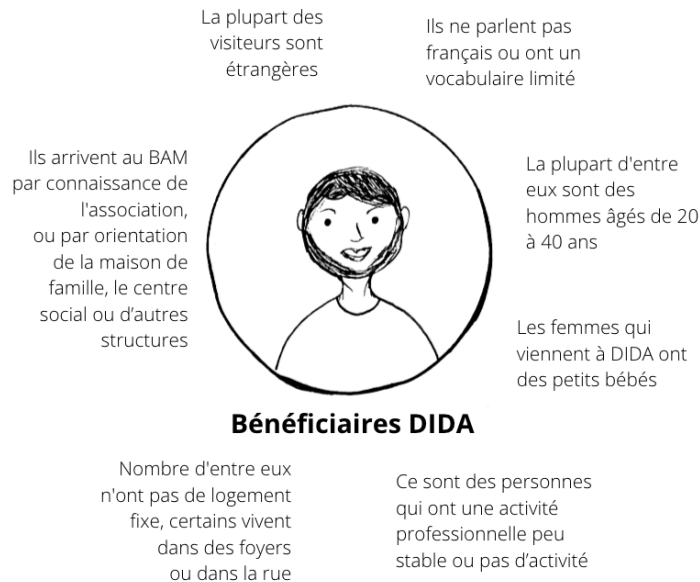 La plupart des
visiteurs sont
étrangères
Ils ne parlent pas
français ou ont un
vocabulaire limité
Ils arrivent au BAM
par connaissance de
l'association,
ou par orientation
de la maison de
famille, le centre
social ou d’autres
structures
La plupart d'entre
eux sont des
hommes âgés de 20
à 40 ans
Les femmes qui
viennent à DIDA ont
des petits bébés
Bénéficiaires DIDA
Nombre d'entre eux
n'ont pas de logement
fixe, certains vivent
dans des foyers
ou dans la rue
Ce sont des personnes
qui ont une activité
professionelle peu
stable ou pas d’activité